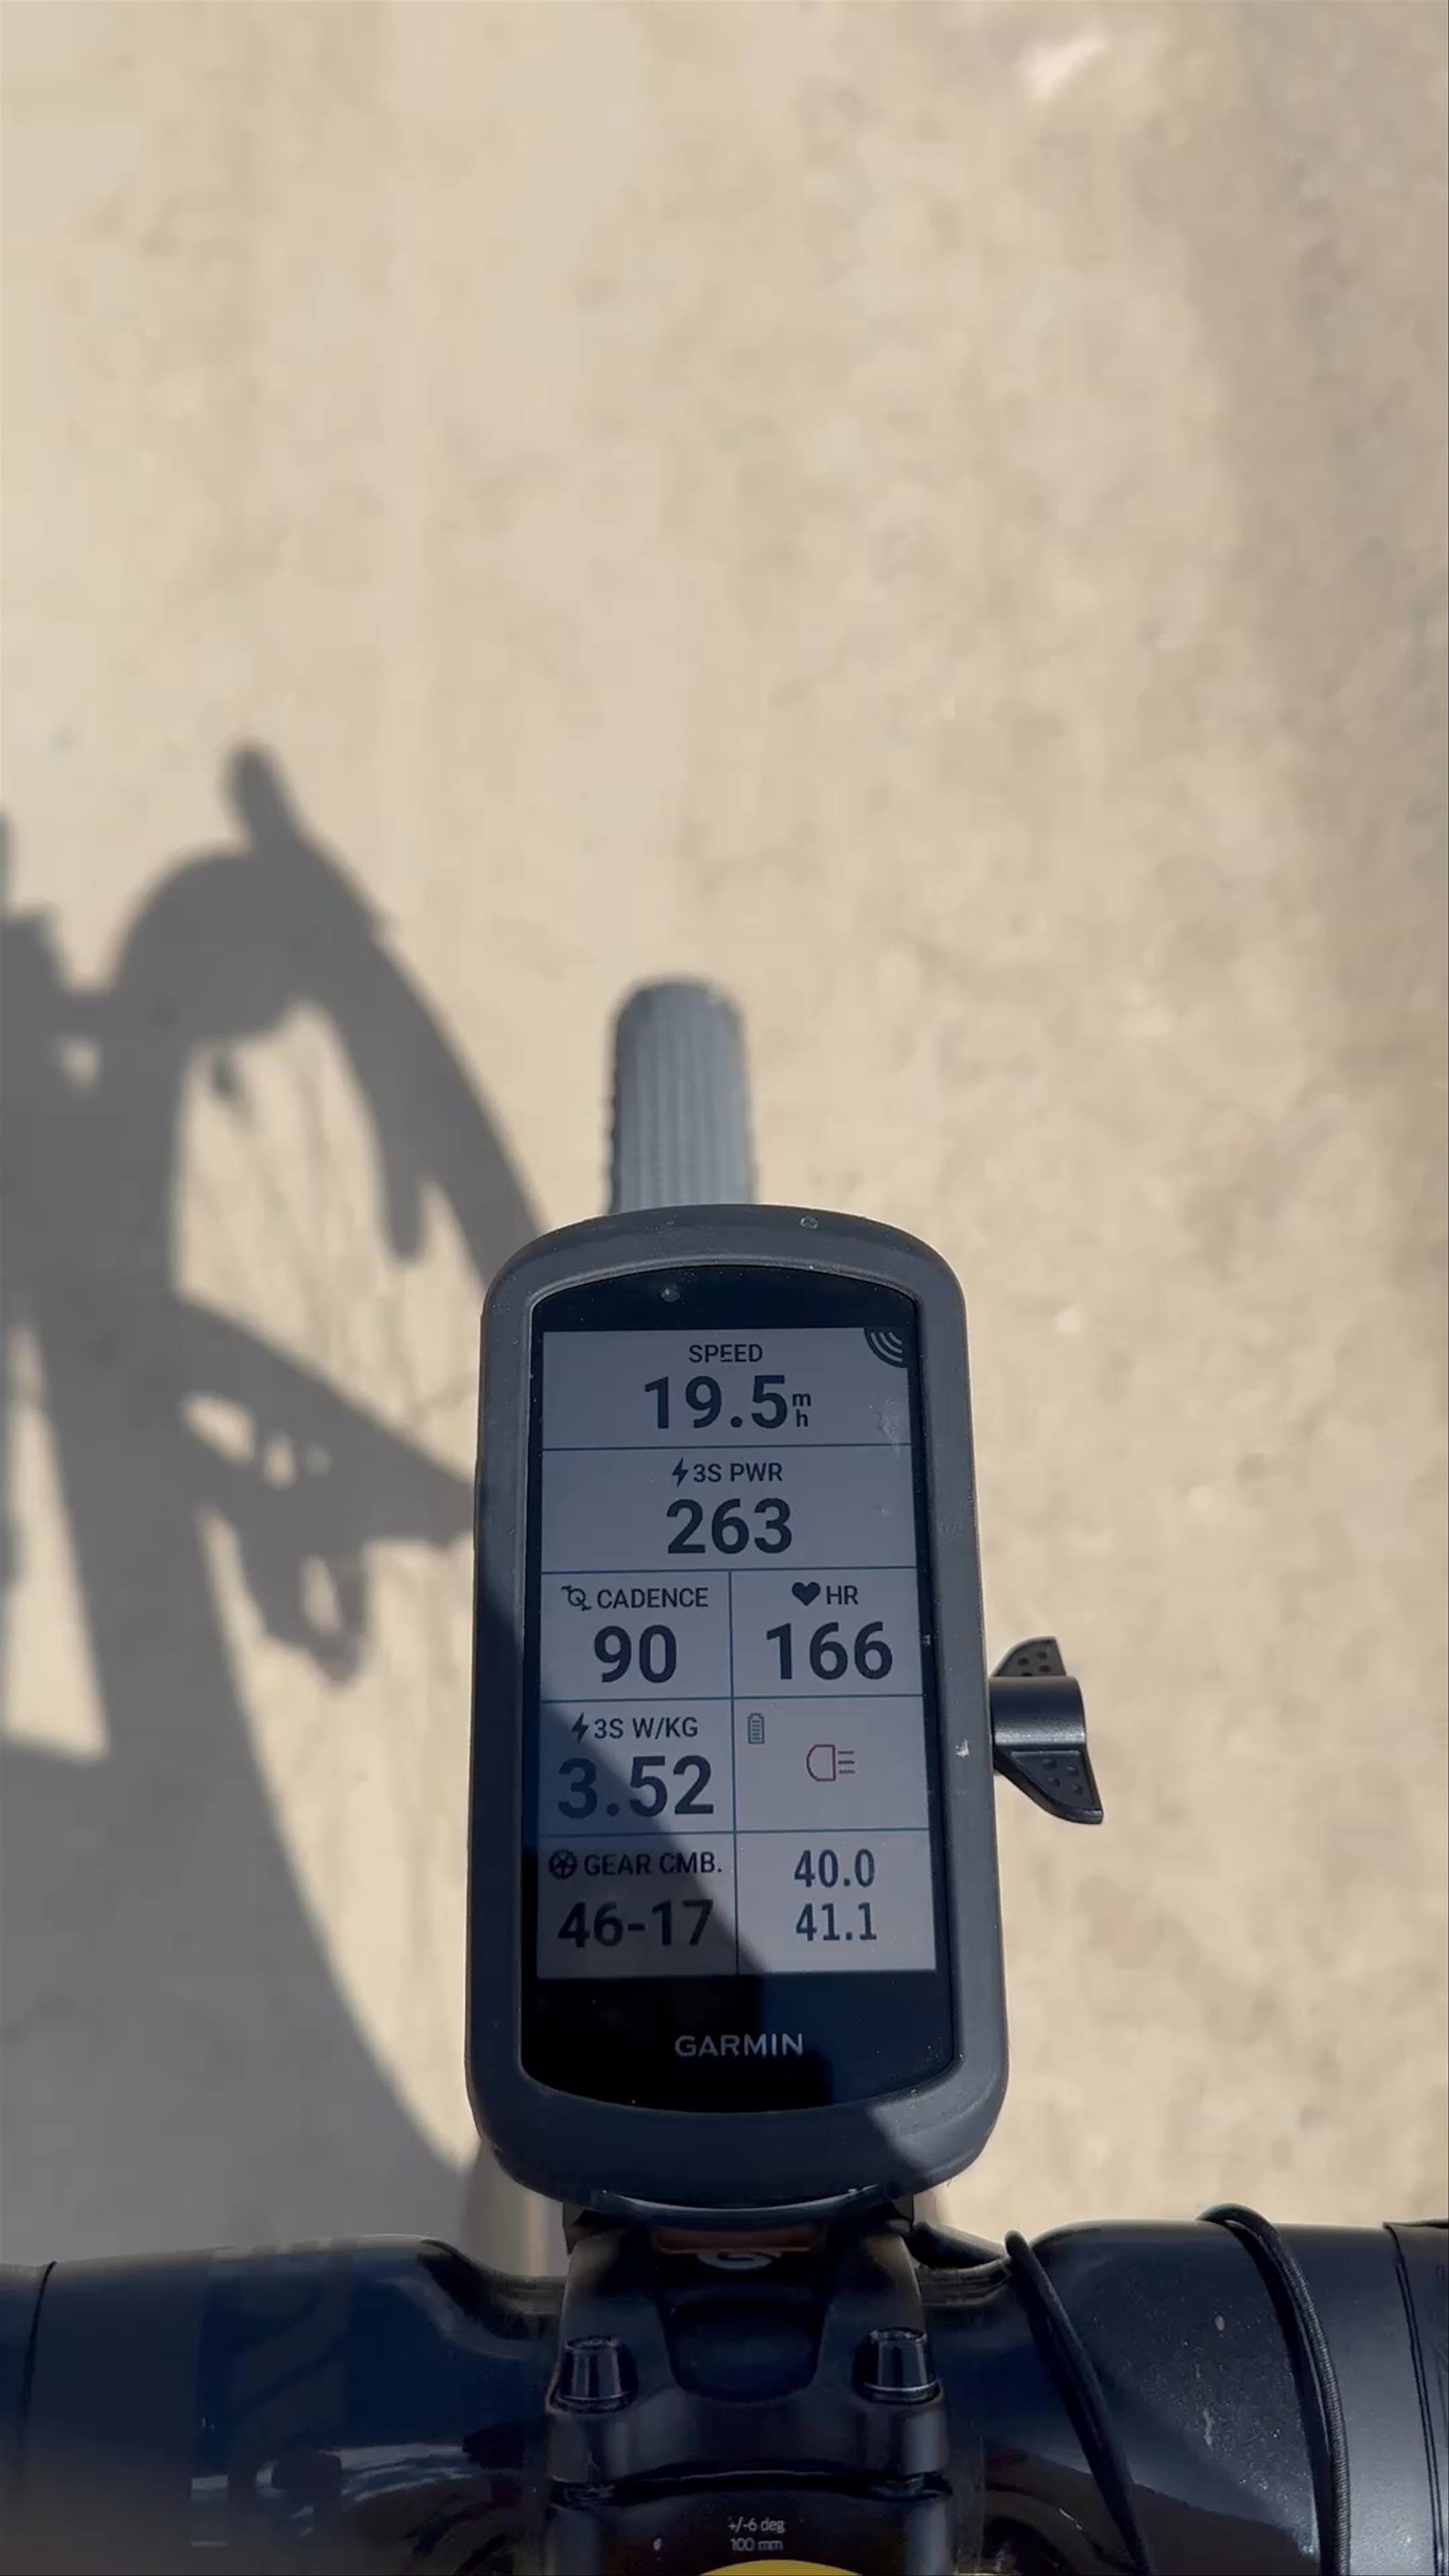 SPEED
19.5 m/h
3S PWR
263
CADENCE
90
HR
166
3S W/KG
3.52
GEAR CMB.
46-17
40.0
41.1
GARMIN
+/-6 deg
100 mm